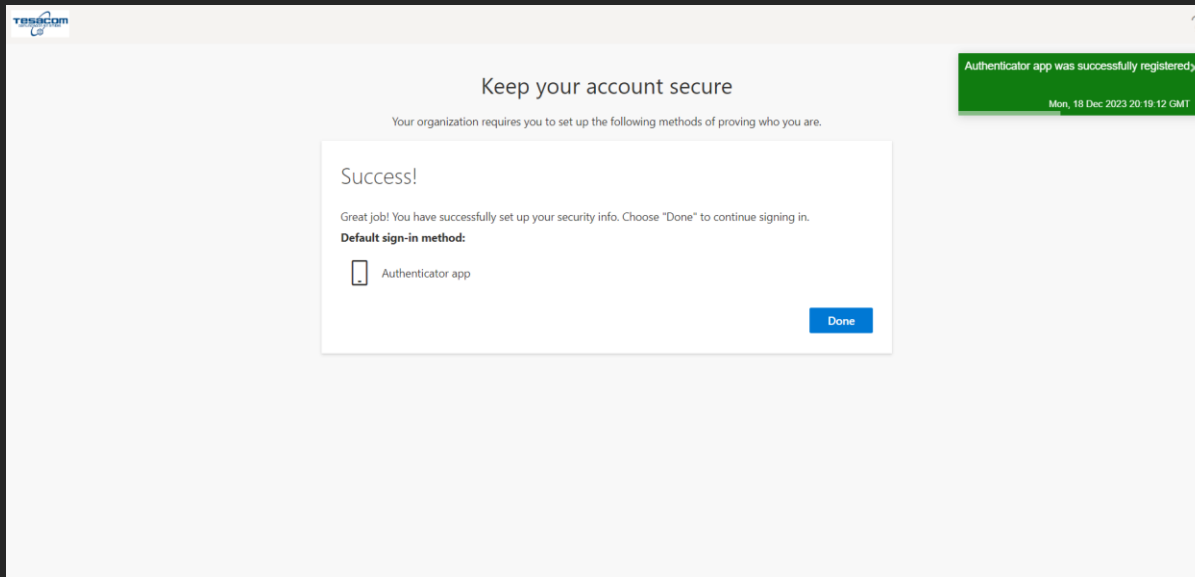 TESACOM
Authenticator app was successfully registered
Mon, 18 Dec 2023 20:19:12 GMT
Keep your account secure
Your organization requires you to set up the following methods of proving who you are.
Success!
Great job! You have successfully set up your security info. Choose "Done" to continue signing in.
Default sign-in method:
Authenticator app
Done